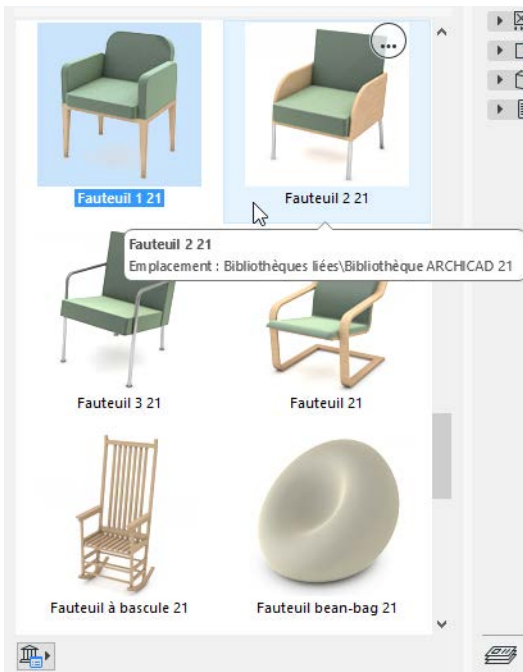 Fauteuil 1 21
Fauteuil 2 21
Fauteuil 2 21
Emplacement : Bibliothèques liées\Bibliothèque ARCHICAD 21
Fauteuil 3 21
Fauteuil 21
Fauteuil à bascule 21
Fauteuil bean-bag 21